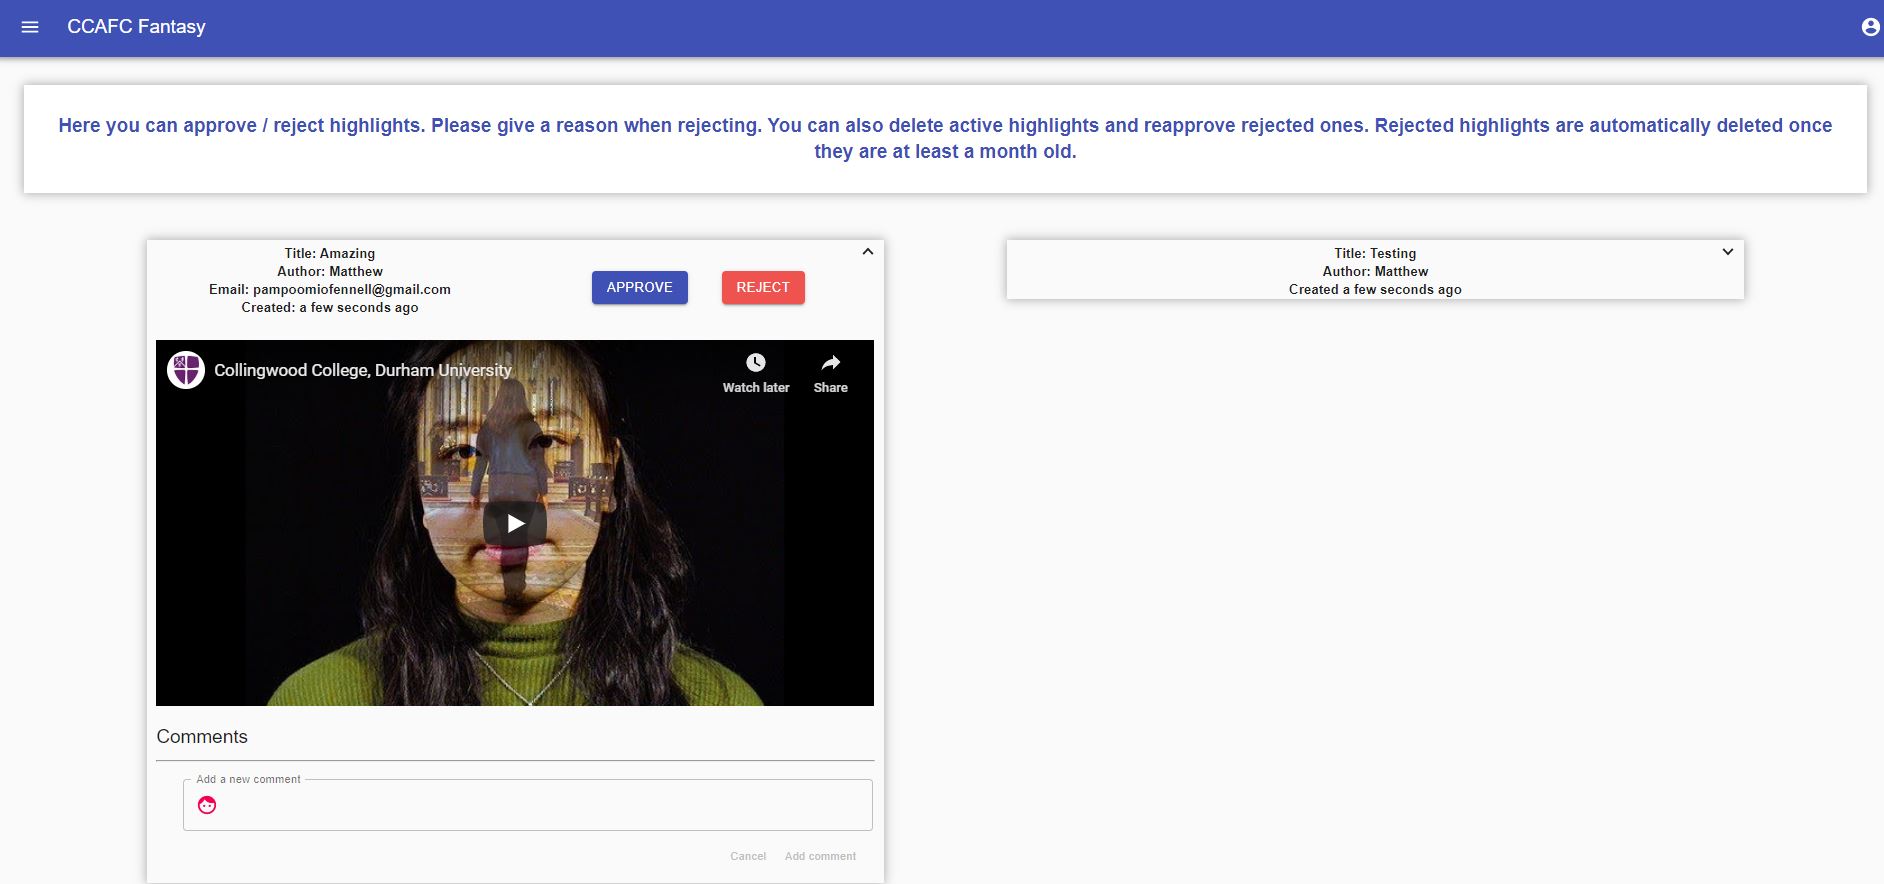 CCAFC Fantasy
Here you can approve / reject highlights. Please give a reason when rejecting. You can also delete active highlights and reapprove rejected ones. Rejected highlights are automatically deleted once
they are at least a month old.
Title: Amazing
Author: Matthew
Email: pampoomiofennell@gmail.com
Created: a few seconds ago
APPROVE
REJECT
Collingwood College, Durham University
Watch later
Share
Comments
Add a new comment
Cancel
Add comment
Title: Testing
Author: Matthew
Created a few seconds ago